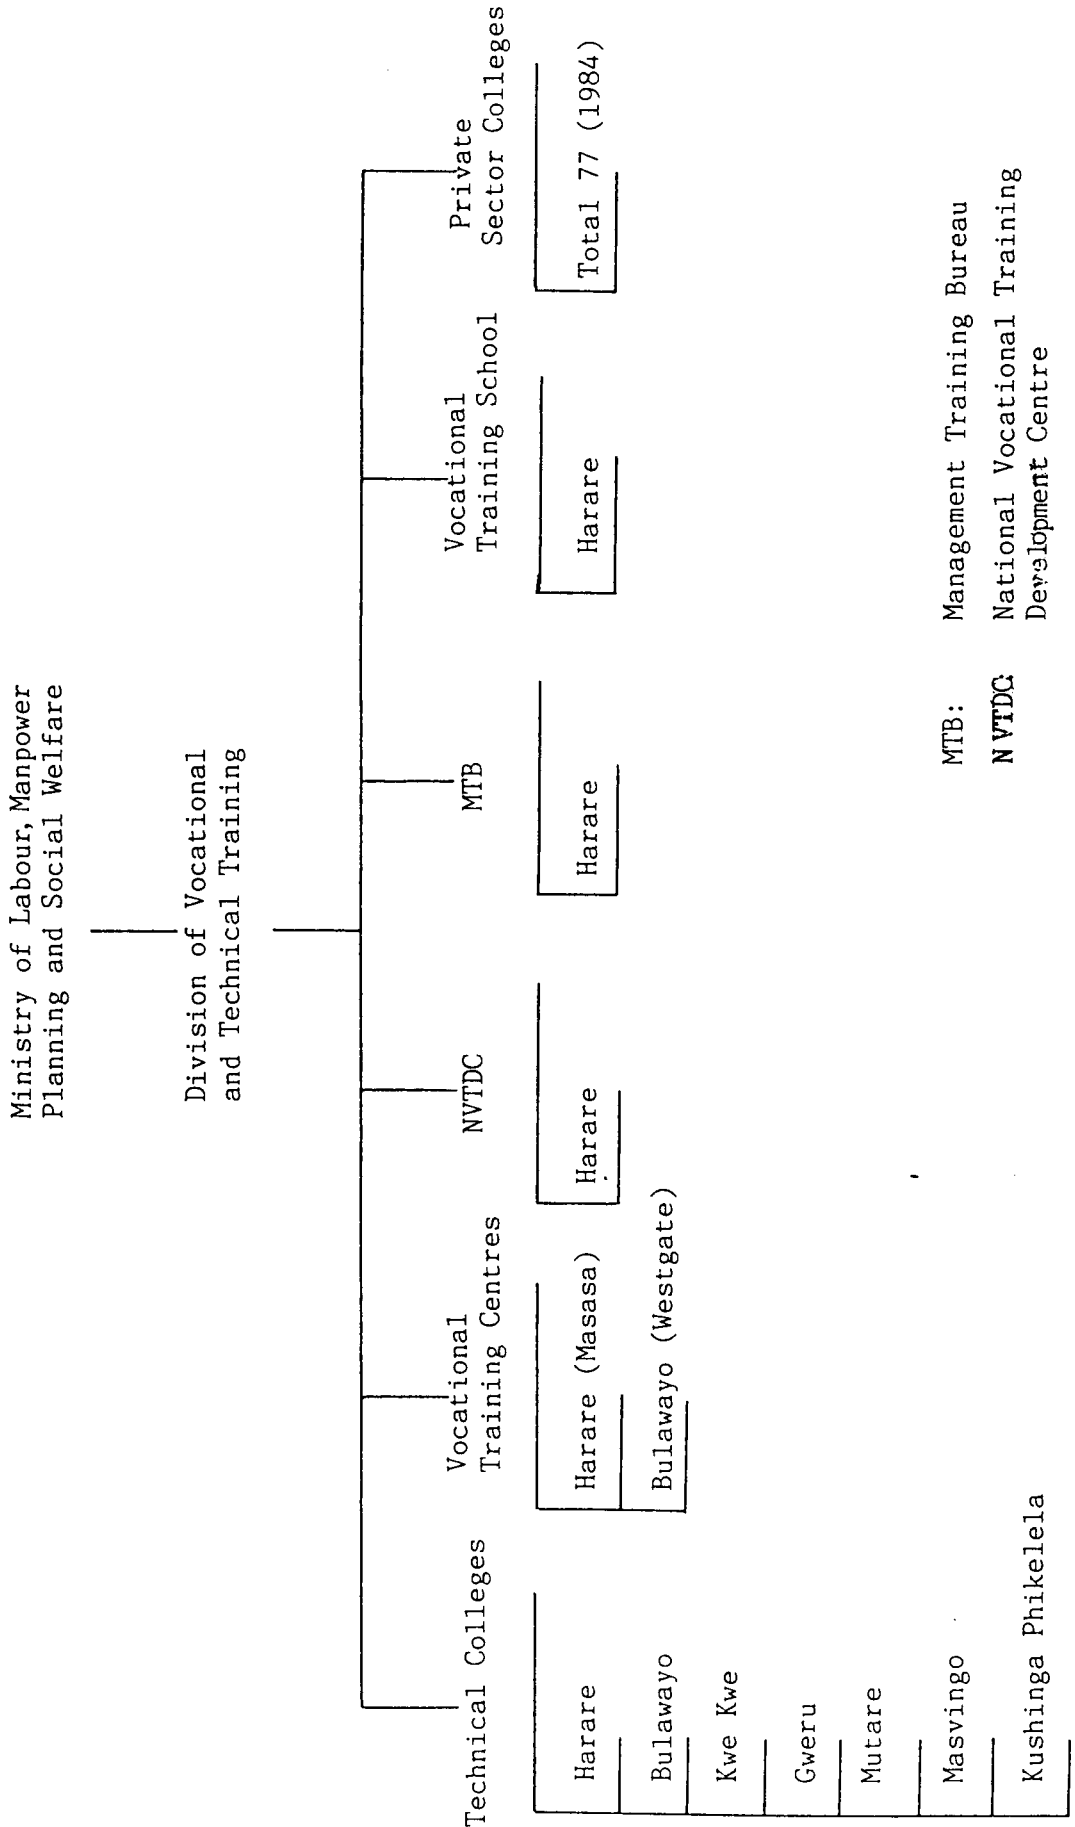 Ministry of Labour, Manpower
Planning and Social Welfare
Division of Vocational
and Technical Training
Technical Colleges
Harare
Bulawayo
Kwe Kwe
Gweru
Mutare
Masvingo
Kushinga Phikelela
Vocational
Training Centres
Harare (Masasa)
Bulawayo (Westgate)
NVTDC
Harare
MTB
Harare
Vocational
Training School
Harare
Private
Sector Colleges
Total 77 (1984)
MTB: Management Training Bureau
NVTDC: National Vocational Training
Development Centre